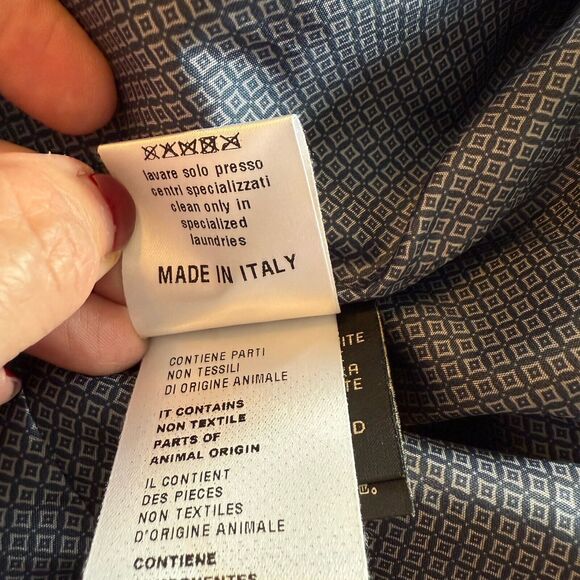 lavare solo presso
centri specializzati
clean only in
specialized
laundries
MADE IN ITALY
CONTIENE PARTI
NON TESSILI
DI ORIGINE ANIMALE
IT CONTAINS
NON TEXTILE
PARTS OF
ANIMAL ORIGIN
IL CONTIENT
DES PIECES
NON TEXTILES
D'ORIGINE ANIMALE
CONTIENE